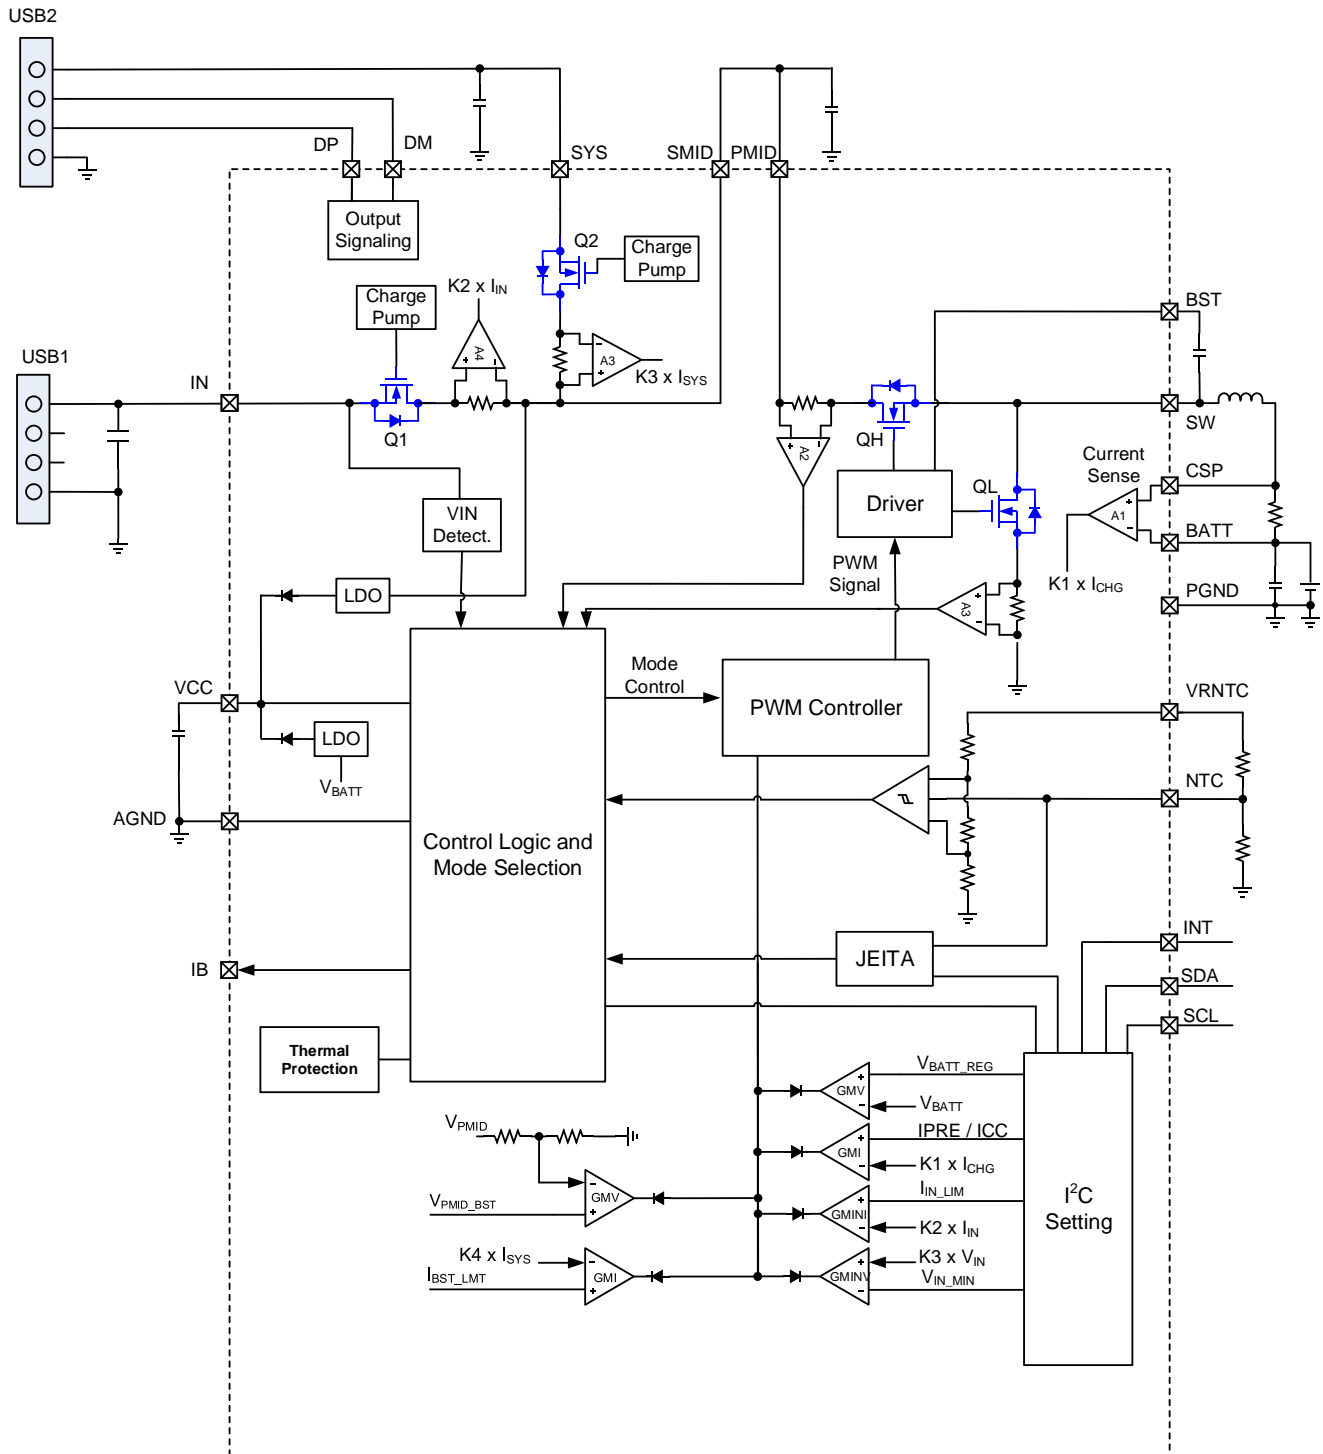 USB2
DP
DM
SYS
SMID
PMID
Output
Signaling
Q2
Charge
Pump
K2 x IIN
Charge
Pump
A4
+
-
-
+
A3
K3 x ISYS
BST
USB1
IN
Q1
QH
SW
+
-
A2
Current
Sense
CSP
VIN
Detect.
Driver
QL
+
-
A1
BATT
PWM
Signal
K1 x ICHG
LDO
+
-
A3
PGND
Mode
Control
VCC
PWM Controller
VRNTC
LDO
VBATT
NTC
AGND
Control Logic and
Mode Selection
INT
IB
JEITA
SDA
SCL
Thermal
Protection
VBATT_REG
+
-
GMV
VBATT
VPMID
IPRE / ICC
+
-
GMI
K1 x ICHG
IIN_LIM
-
+
GMV
VPMID_BST
+
-
GMINI
K2 x IIN
I2C
Setting
K4 x ISYS
-
+
GMI
IBST_LMT
K3 x VIN
+
-
GMINV
VIN_MIN